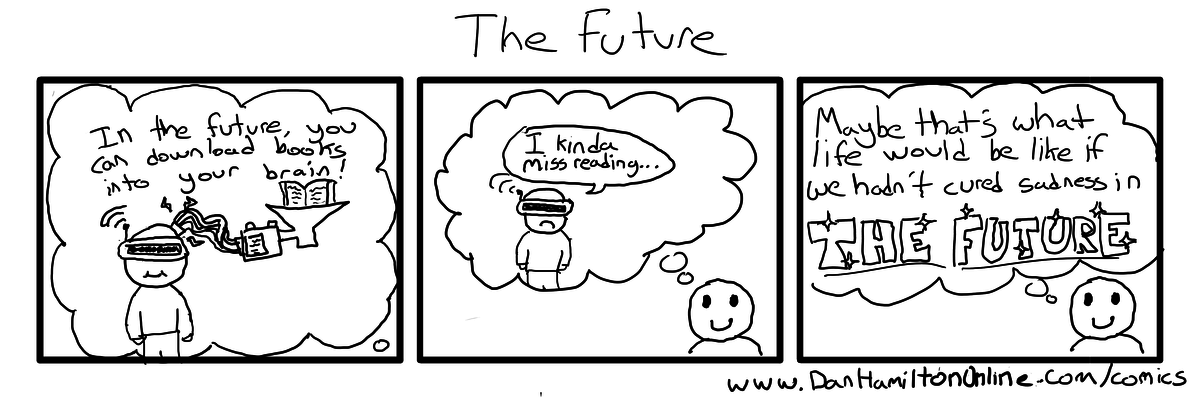 The Future
In the future, you
can download books
into your brain!
I kinda
miss reading...
Maybe that's what
life would be like if
we hadn't cured sadness in
THE FUTURE
www.DanHamiltonOnline.com/comics